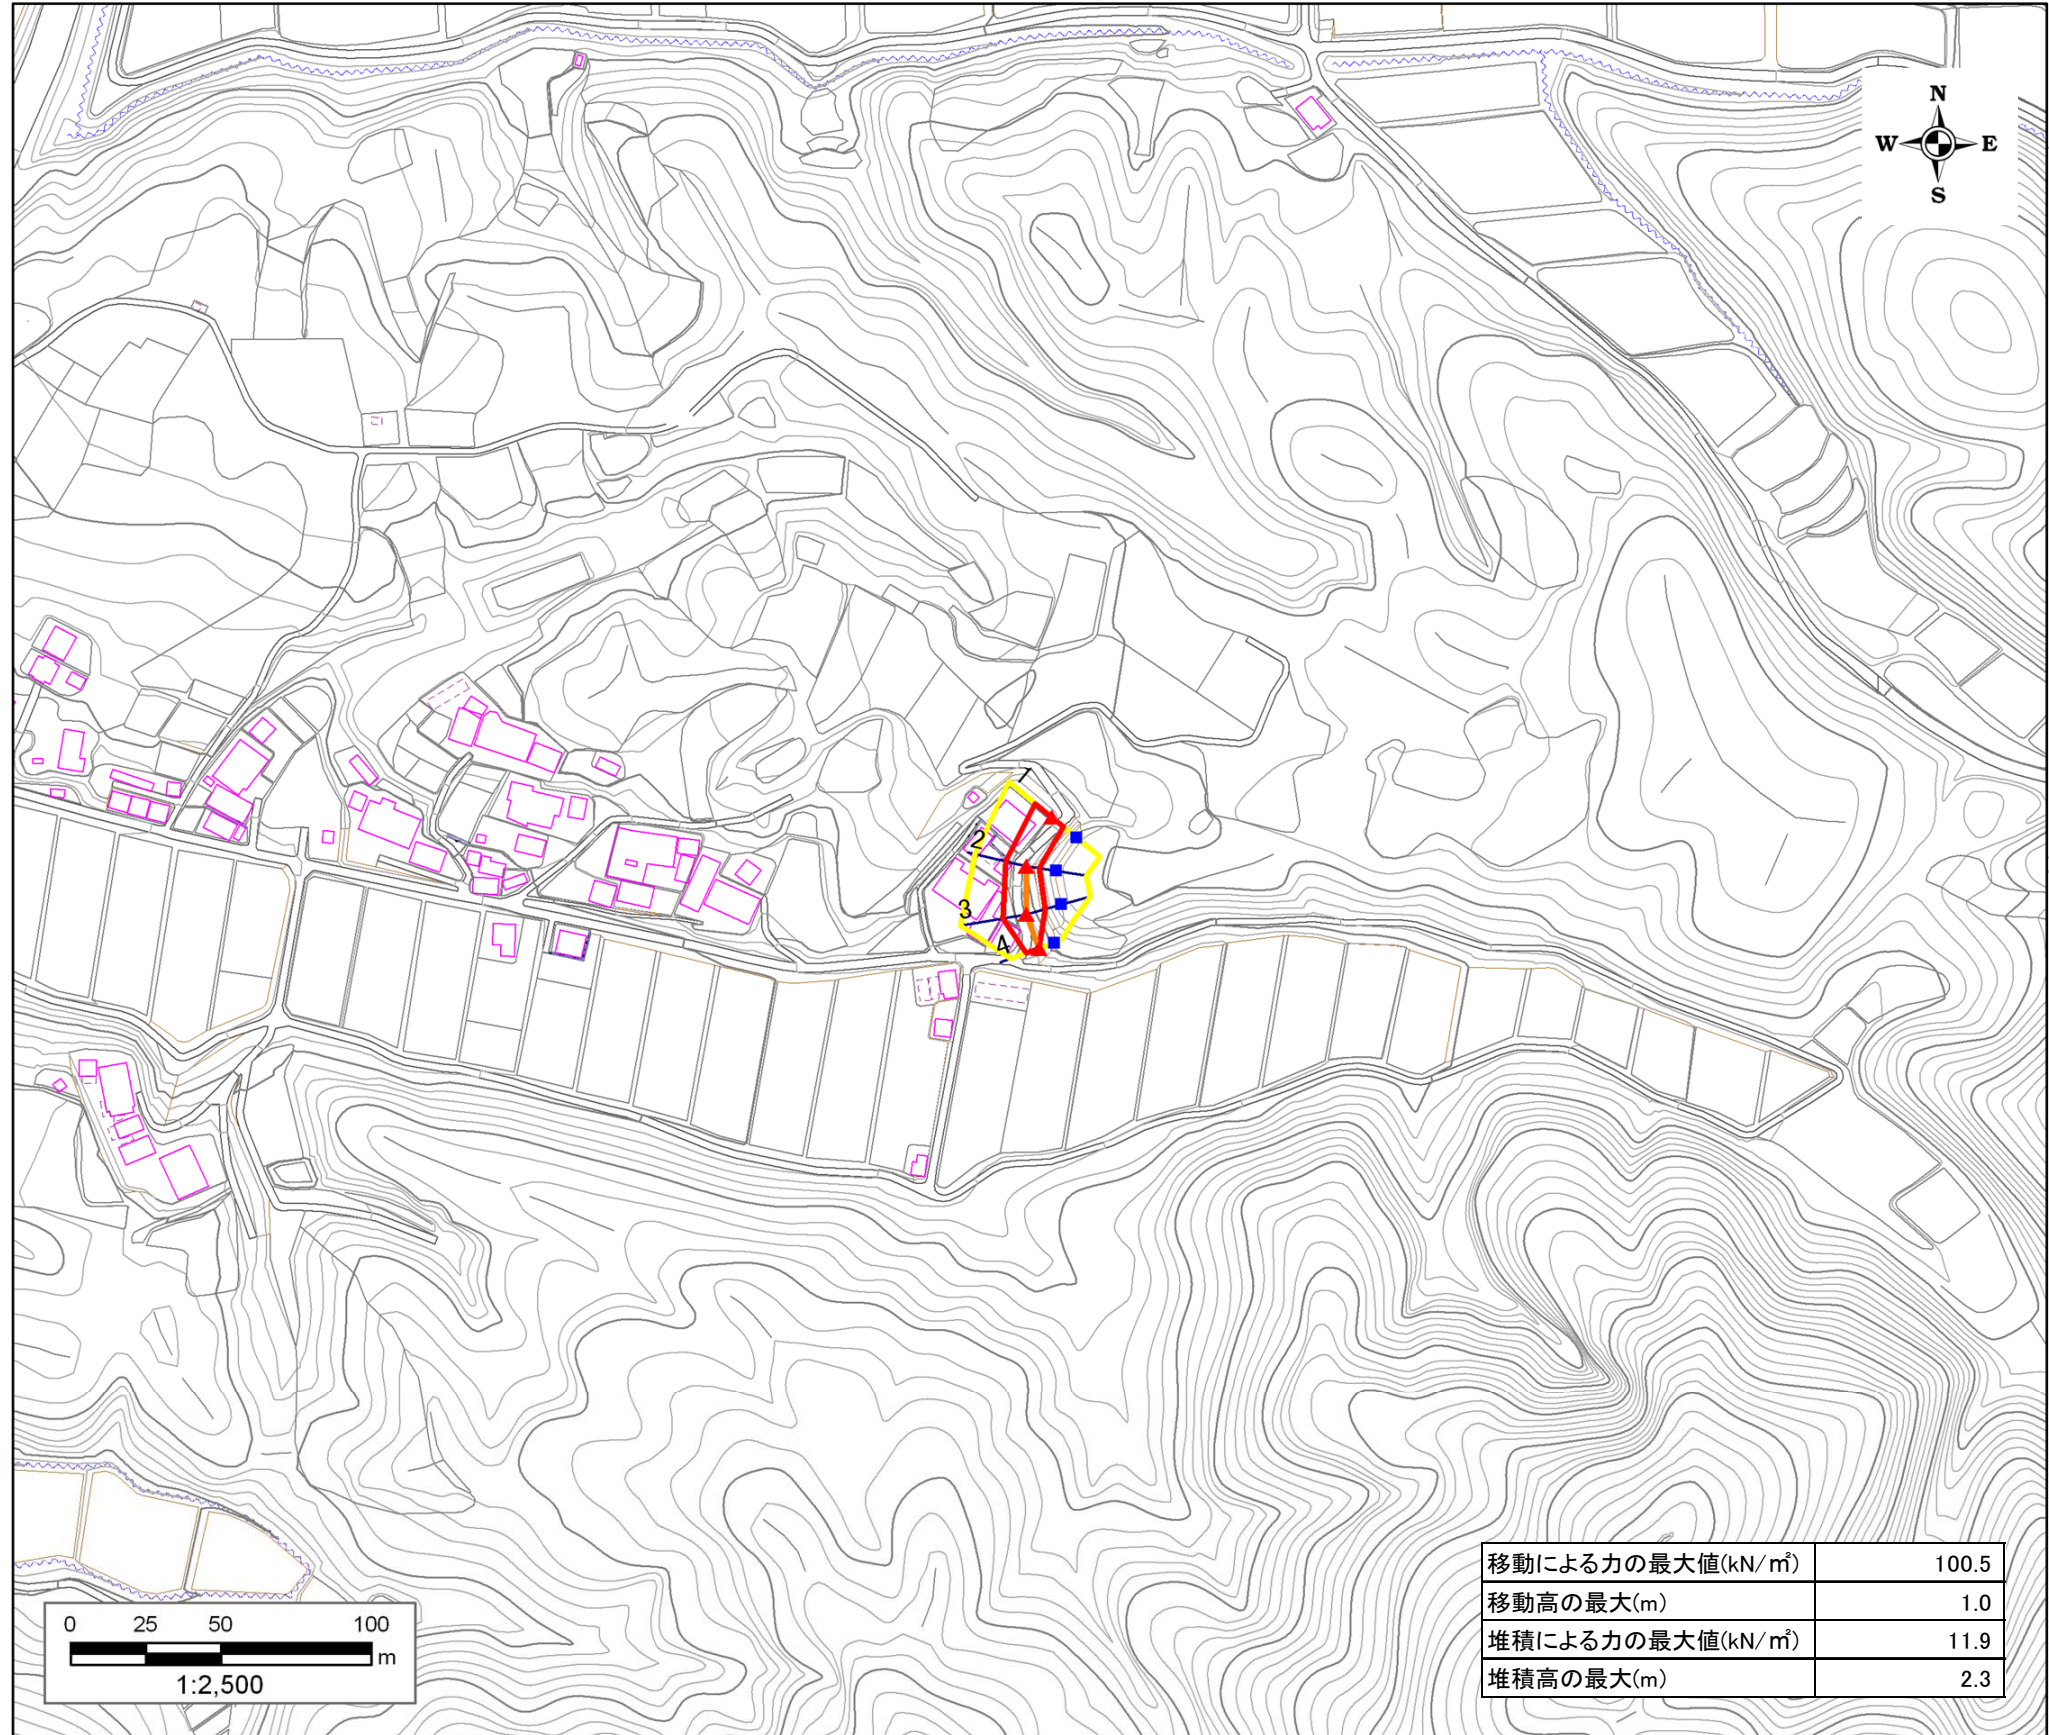 N
W E
S
1
2
3
4
移動による力の最大値(kN/㎡) 100.5
移動高の最大(m) 1.0
堆積による力の最大値(kN/㎡) 11.9
堆積高の最大(m) 2.3
0 25 50 100
m
1:2,500